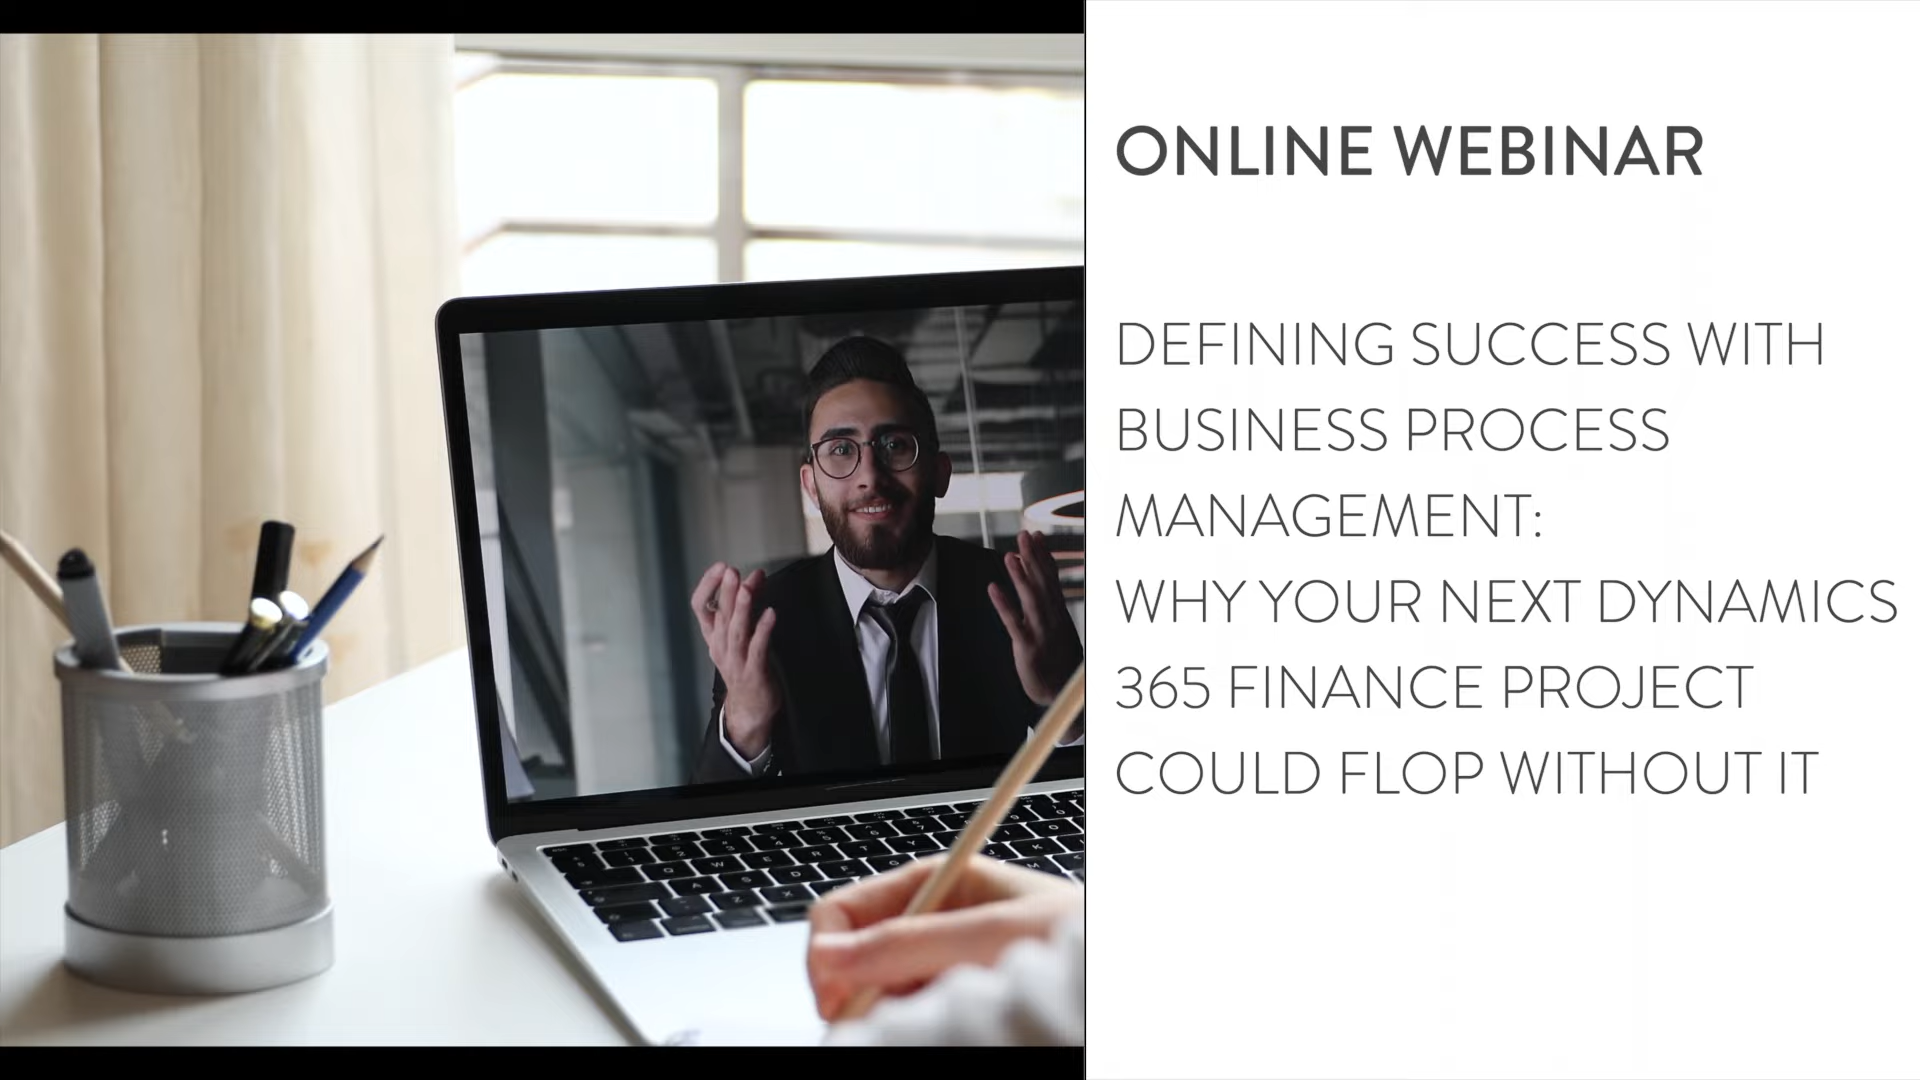 ONLINE WEBINAR
DEFINING SUCCESS WITH
BUSINESS PROCESS
MANAGEMENT:
WHY YOUR NEXT DYNAMICS
365 FINANCE PROJECT
COULD FLOP WITHOUT IT